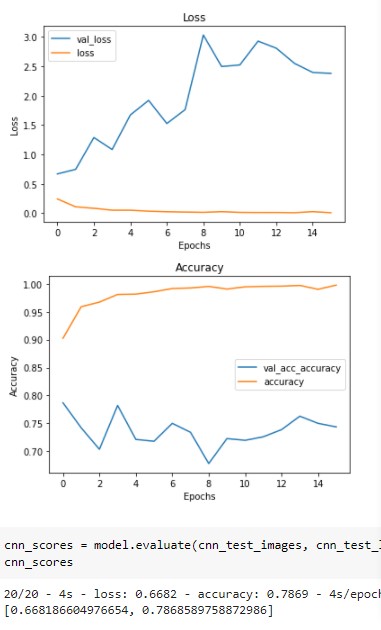 Loss
3.0
val_loss
loss
2.5
2.0
1.5
1.0
0.5
0.0
Loss
0 2 4 6 8 10 12 14
Epochs
Accuracy
1.00
0.95
0.90
0.85
0.80
0.75
0.70
Accuracy
val_acc_accuracy
accuracy
0 2 4 6 8 10 12 14
Epochs
cnn_scores = model.evaluate(cnn_test_images, cnn_test_
cnn_scores
20/20 - 4s - loss: 0.6682 - accuracy: 0.7869 - 4s/epoch
[0.668186604976654, 0.7868589758872986]